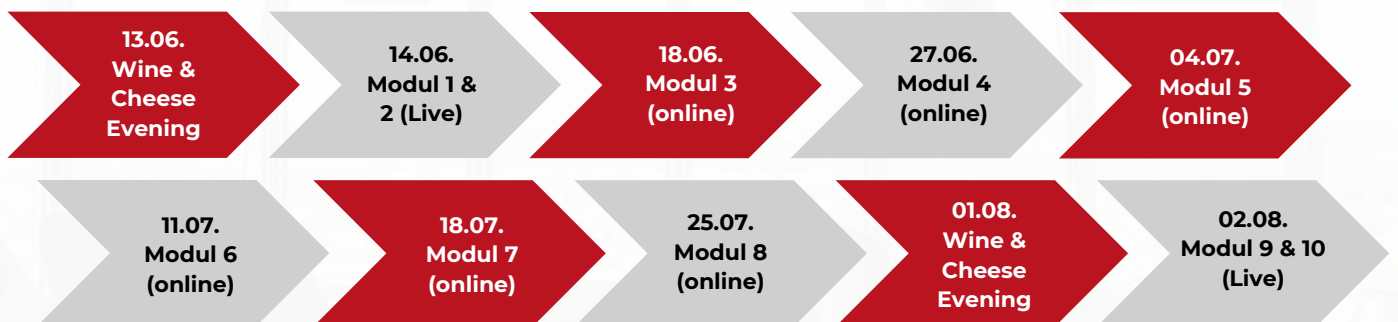 13.06.
Wine &
Cheese
Evening
14.06.
Modul 1 &
2 (Live)
18.06.
Modul 3
(online)
27.06.
Modul 4
(online)
04.07.
Modul 5
(online)
11.07.
Modul 6
(online)
18.07.
Modul 7
(online)
25.07.
Modul 8
(online)
01.08.
Wine &
Cheese
Evening
02.08.
Modul 9 & 10
(Live)